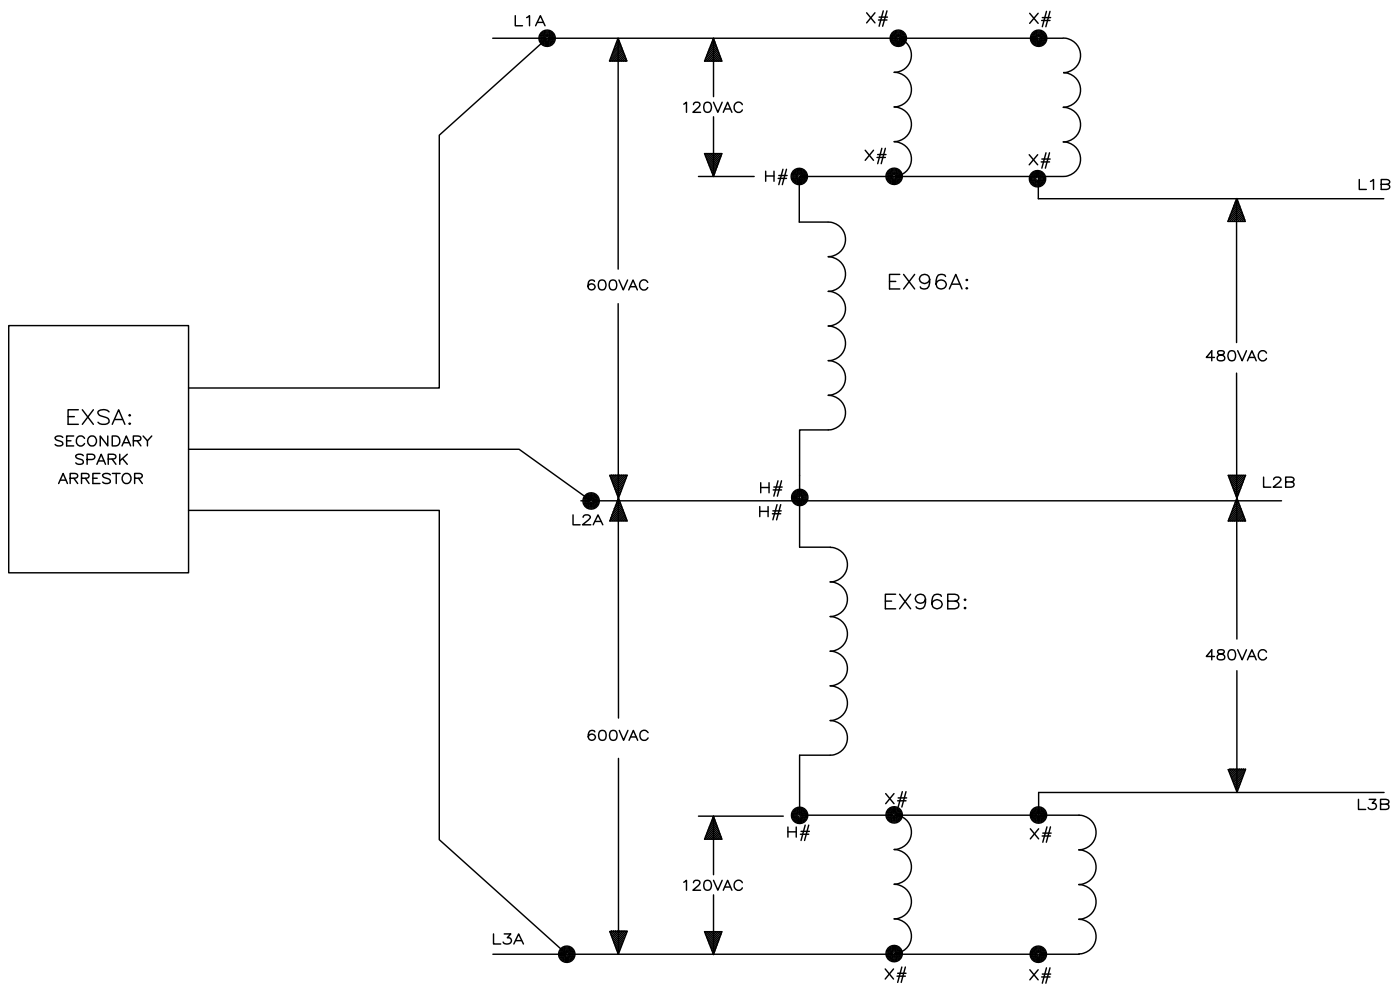 L1A
X#
X#
120VAC
X#
X#
H#
L1B
600VAC
EX96A:
480VAC
EXSA:
SECONDARY
SPARK
ARRESTOR
H#
L2B
H#
L2A
EX96B:
480VAC
600VAC
X#
L3B
H#
X#
120VAC
L3A
X#
X#